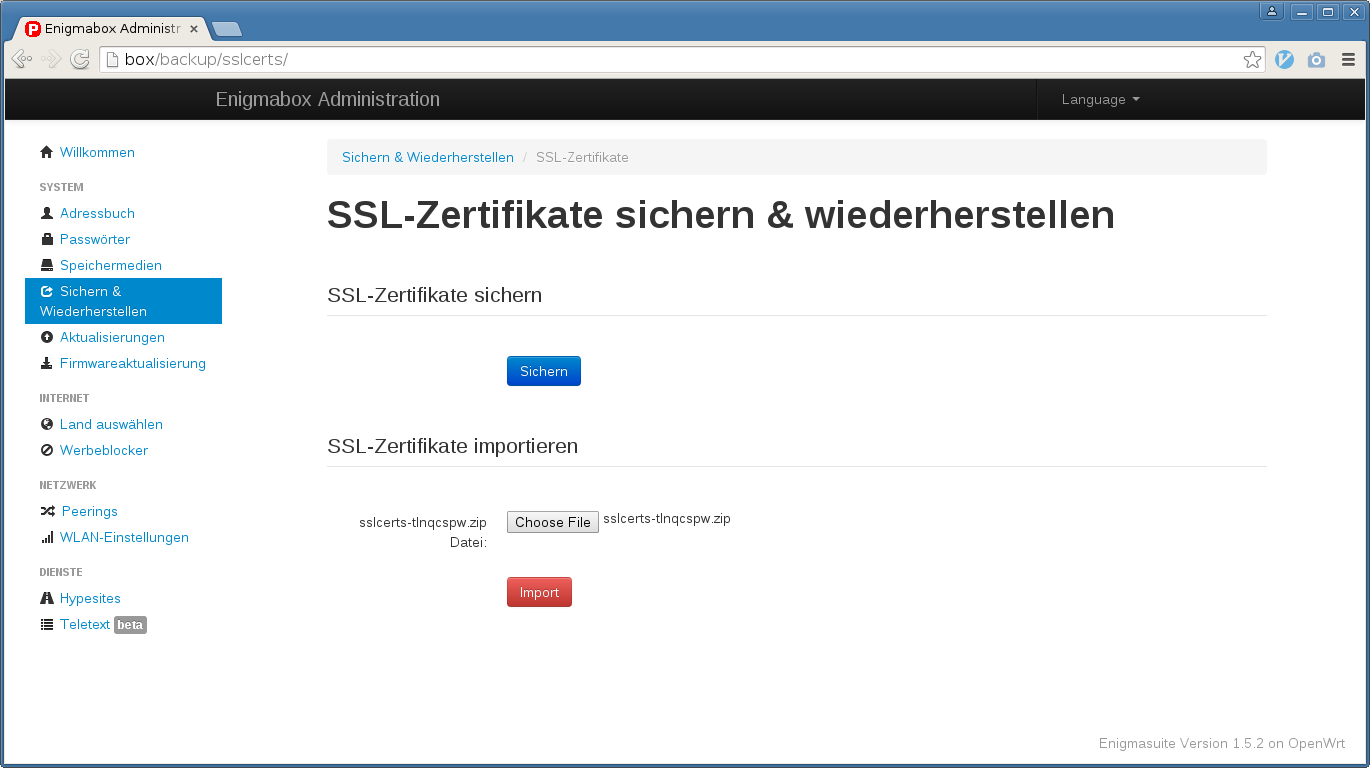 Enigmabox Administr
box/backup/sslcerts/
Enigmabox Administration
Language
Willkommen
SYSTEM
Adressbuch
Passwörter
Speichermedien
Sichern &
Wiederherstellen
Aktualisierungen
Firmwareaktualisierung
INTERNET
Land auswählen
Werbeblocker
NETZWERK
Peerings
WLAN-Einstellungen
DIENSTE
Hypesites
Teletext beta
Sichern & Wiederherstellen / SSL-Zertifikate
SSL-Zertifikate sichern & wiederherstellen
SSL-Zertifikate sichern
Sichern
SSL-Zertifikate importieren
sslcerts-tlnqcspw.zip
Datei:
Choose File sslcerts-tlnqcspw.zip
Import
Enigmasuite Version 1.5.2 on OpenWrt